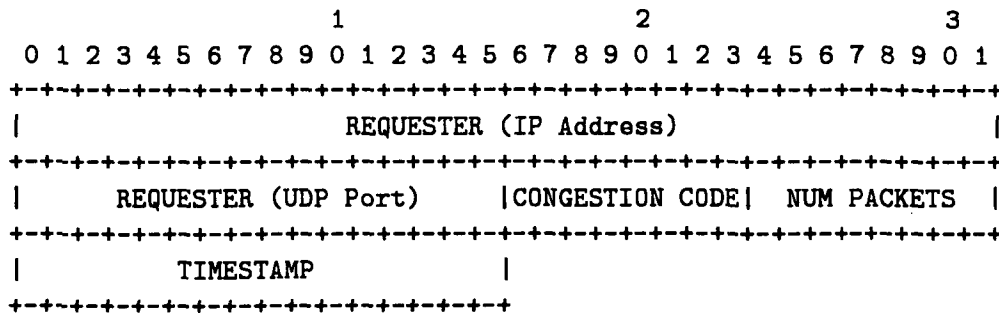 1                   2                   3
 0 1 2 3 4 5 6 7 8 9 0 1 2 3 4 5 6 7 8 9 0 1 2 3 4 5 6 7 8 9 0 1
+-+-+-+-+-+-+-+-+-+-+-+-+-+-+-+-+-+-+-+-+-+-+-+-+-+-+-+-+-+-+-+-+
|                     REQUESTER (IP Address)                    |
+-+-+-+-+-+-+-+-+-+-+-+-+-+-+-+-+-+-+-+-+-+-+-+-+-+-+-+-+-+-+-+-+
|      REQUESTER (UDP Port)     |CONGESTION CODE|  NUM PACKETS  |
+-+-+-+-+-+-+-+-+-+-+-+-+-+-+-+-+-+-+-+-+-+-+-+-+-+-+-+-+-+-+-+-+
|          TIMESTAMP            |
+-+-+-+-+-+-+-+-+-+-+-+-+-+-+-+-+